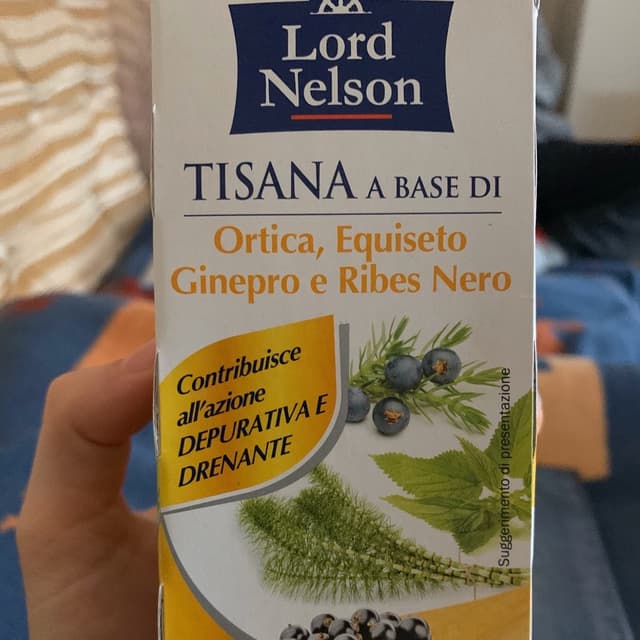 Lord
Nelson
TISANA A BASE DI
Ortica, Equiseto
Ginepro e Ribes Nero
Contribuisce
all'azione
DEPURATIVA E
DRENANTE
Suggerimento di presentazione